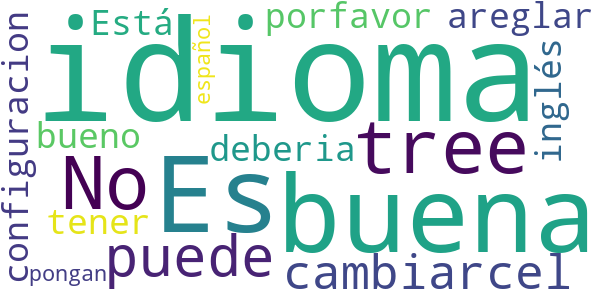 Está
porfavor
areglar
idioma
español
configuracion
inglés
bueno
deberia
tree
No
Es
buena
tener
puede
cambiarcel
pongan